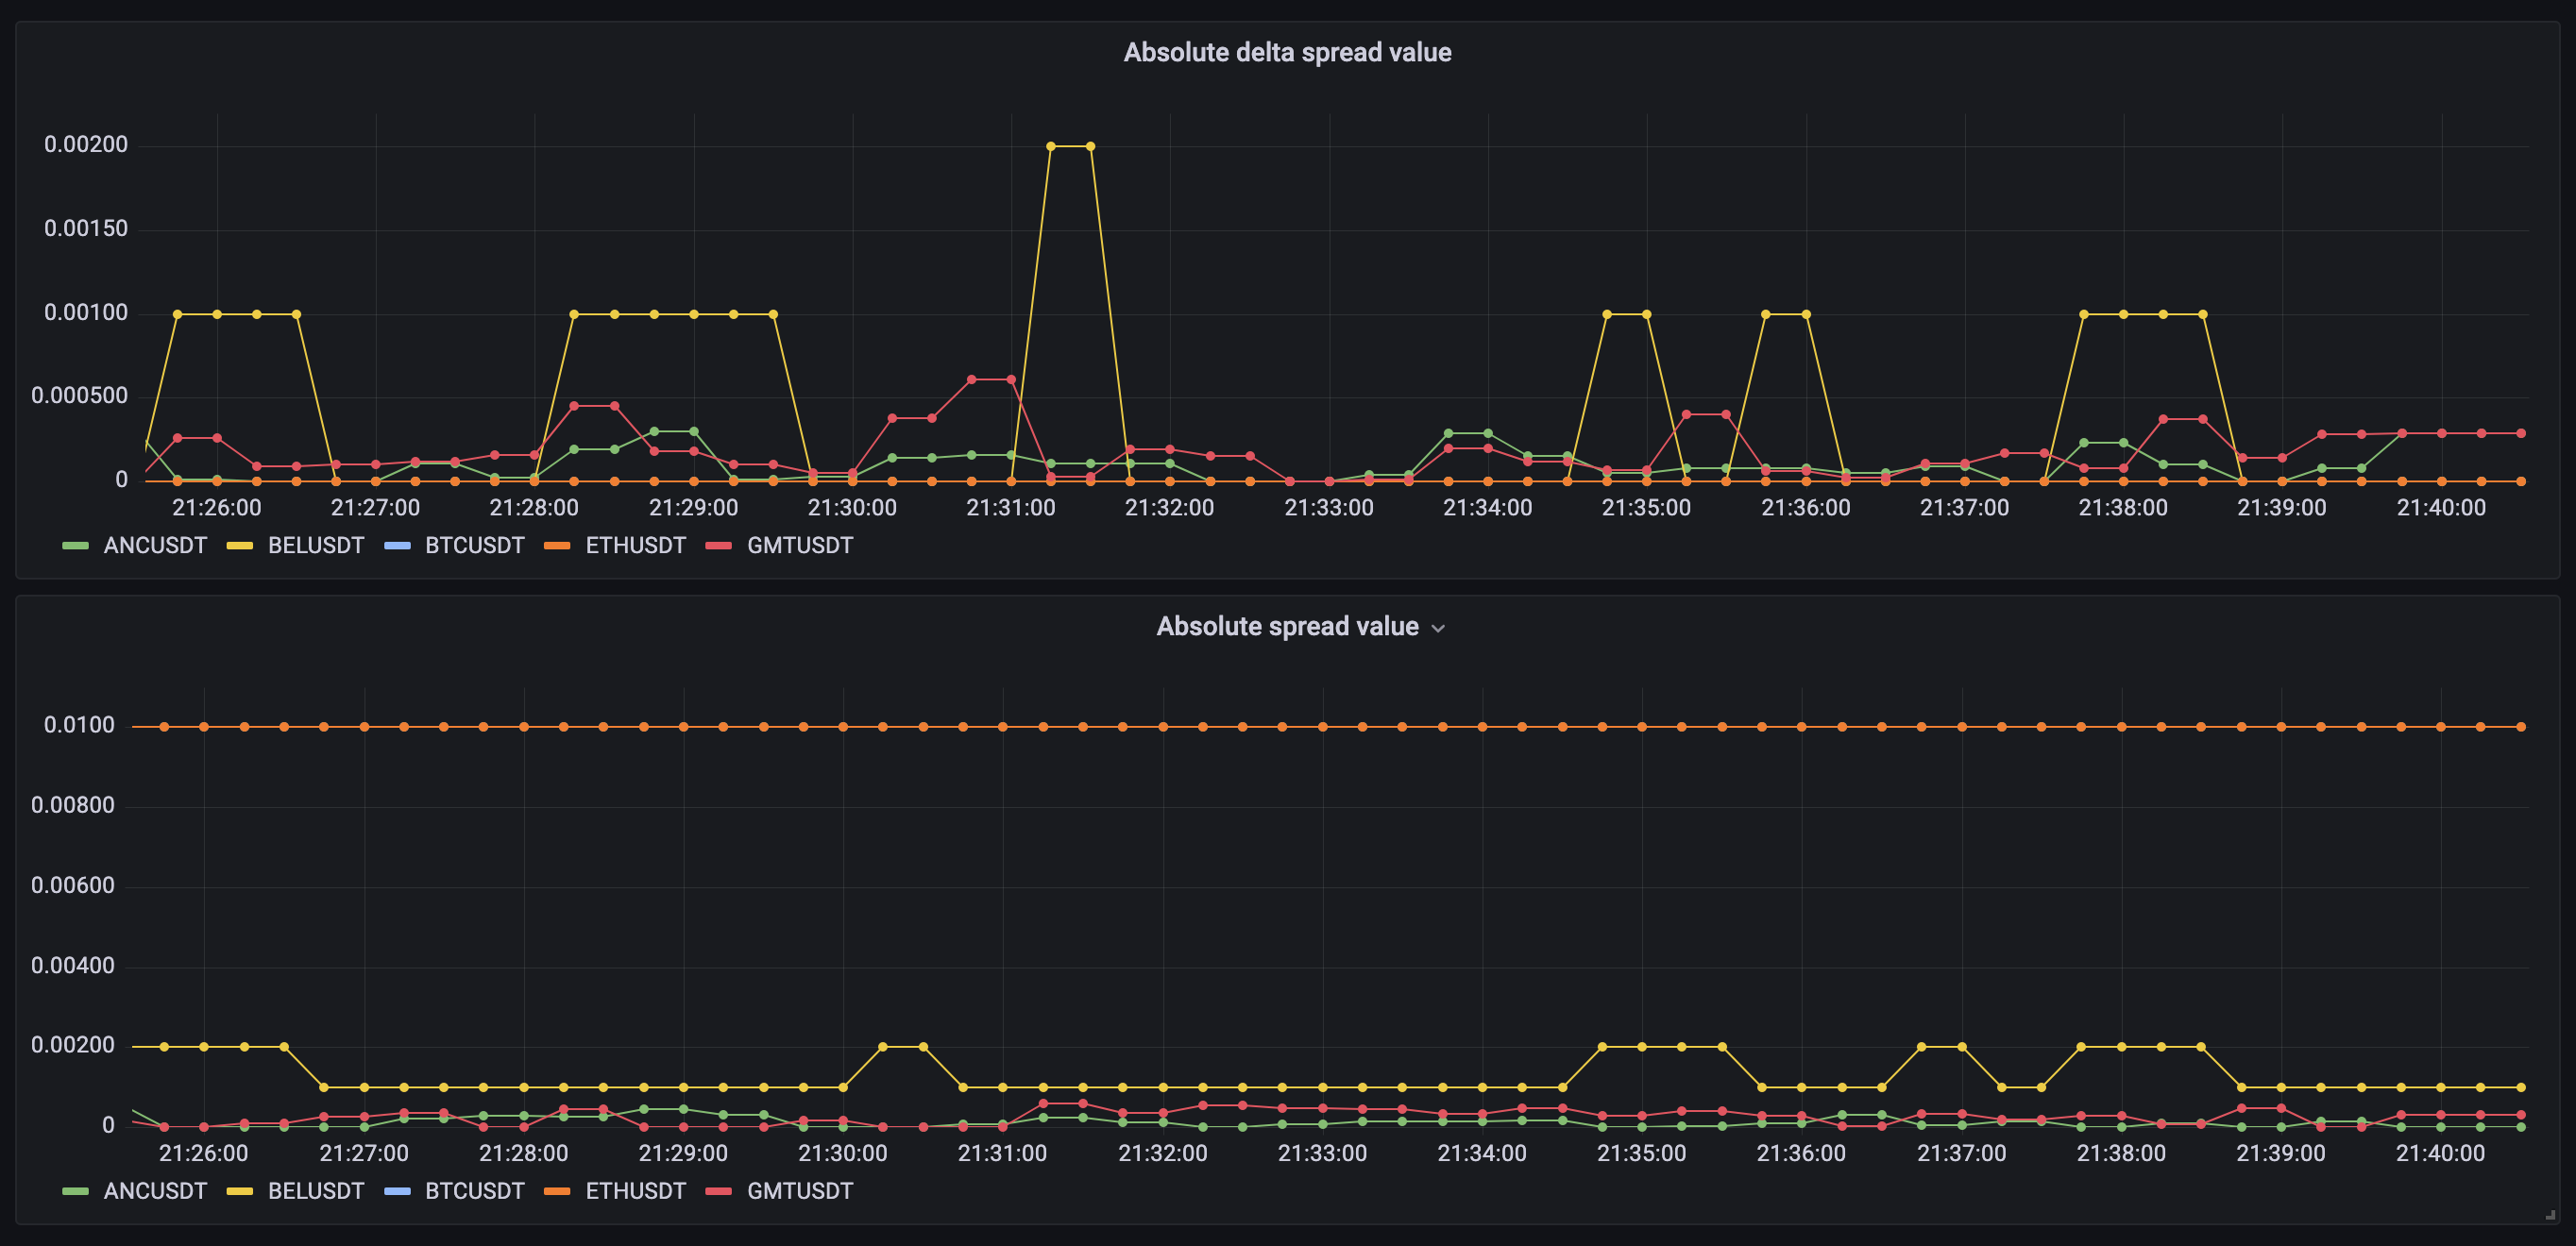 Absolute delta spread value
0.00200
0.00150
0.00100
0.000500
0
21:26:00 21:27:00 21:28:00 21:29:00 21:30:00 21:31:00 21:32:00 21:33:00 21:34:00 21:35:00 21:36:00 21:37:00 21:38:00 21:39:00 21:40:00
ANCUSDT BELUSDT BTCUSDT ETHUSDT GMTUSDT
Absolute spread value
0.0100
0.00800
0.00600
0.00400
0.00200
0
21:26:00 21:27:00 21:28:00 21:29:00 21:30:00 21:31:00 21:32:00 21:33:00 21:34:00 21:35:00 21:36:00 21:37:00 21:38:00 21:39:00 21:40:00
ANCUSDT BELUSDT BTCUSDT ETHUSDT GMTUSDT